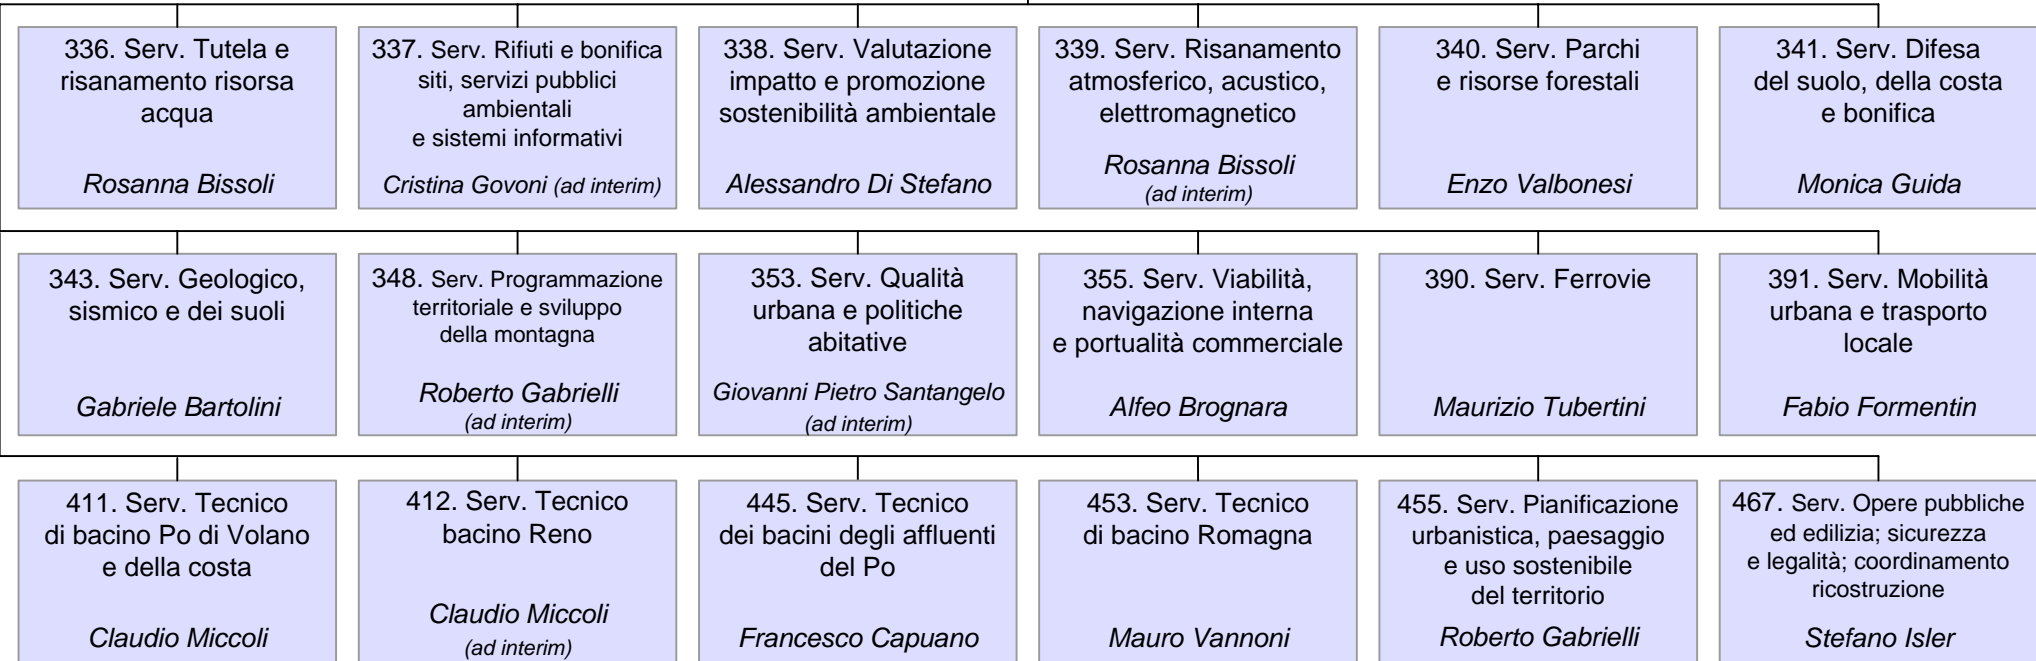 336. Serv. Tutela e
risanamento risorsa
acqua
Rosanna Bissoli
337. Serv. Rifiuti e bonifica
siti, servizi pubblici
ambientali
e sistemi informativi
Cristina Govoni (ad interim)
338. Serv. Valutazione
impatto e promozione
sostenibilità ambientale
Alessandro Di Stefano
339. Serv. Risanamento
atmosferico, acustico,
elettromagnetico
Rosanna Bissoli
(ad interim)
340. Serv. Parchi
e risorse forestali
Enzo Valbonesi
341. Serv. Difesa
del suolo, della costa
e bonifica
Monica Guida
343. Serv. Geologico,
sismico e dei suoli
Gabriele Bartolini
348. Serv. Programmazione
territoriale e sviluppo
della montagna
Roberto Gabrielli
(ad interim)
353. Serv. Qualità
urbana e politiche
abitative
Giovanni Pietro Santangelo
(ad interim)
355. Serv. Viabilità,
navigazione interna
e portualità commerciale
Alfeo Brognara
390. Serv. Ferrovie
Maurizio Tubertini
391. Serv. Mobilità
urbana e trasporto
locale
Fabio Formentin
411. Serv. Tecnico
di bacino Po di Volano
e della costa
Claudio Miccoli
412. Serv. Tecnico
bacino Reno
Claudio Miccoli
(ad interim)
445. Serv. Tecnico
dei bacini degli affluenti
del Po
Francesco Capuano
453. Serv. Tecnico
di bacino Romagna
Mauro Vannoni
455. Serv. Pianificazione
urbanistica, paesaggio
e uso sostenibile
del territorio
Roberto Gabrielli
467. Serv. Opere pubbliche
ed edilizia; sicurezza
e legalità; coordinamento
ricostruzione
Stefano Isler